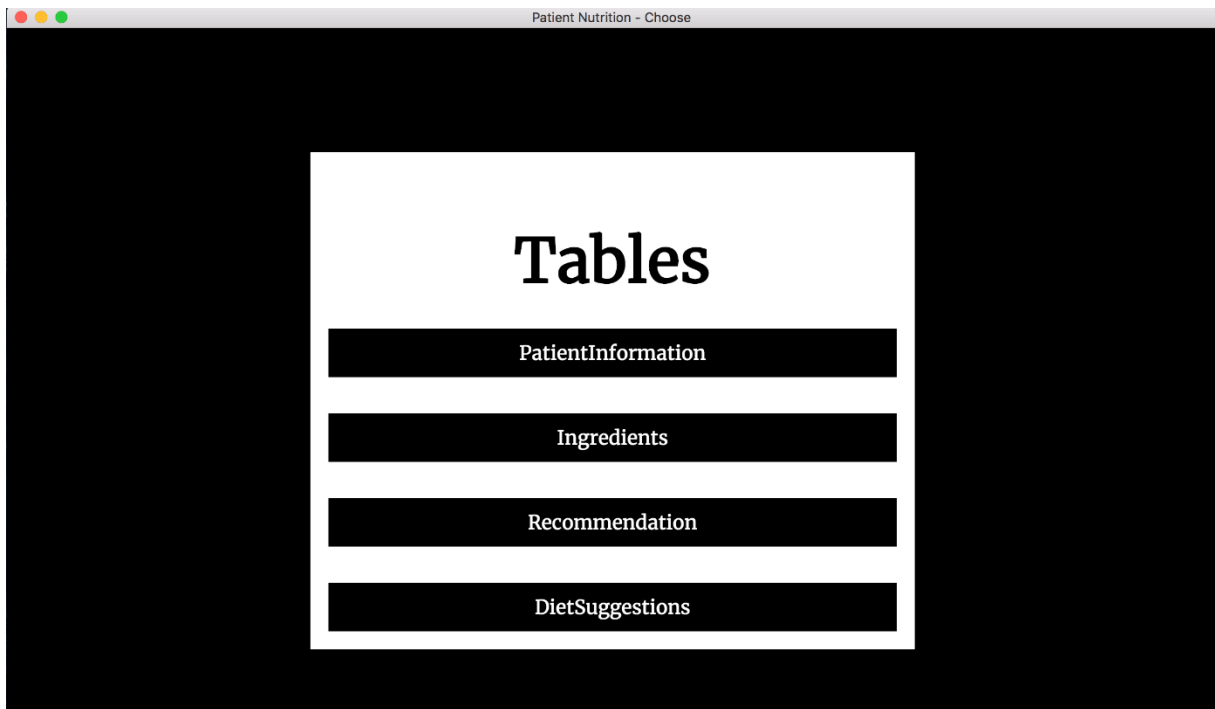 Patient Nutrition - Choose
Tables
PatientInformation
Ingredients
Recommendation
DietSuggestions